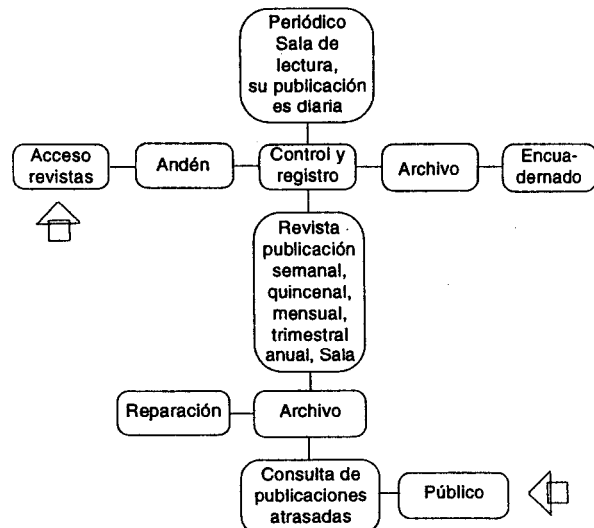 Periódico
Sala de
lectura,
su publicación
es diaria
Acceso
revistas
Andén
Control y
registro
Archivo
Encua-
dernado
Revista
publicación
semanal,
quincenal,
mensual,
trimestral
anual, Sala
Reparación
Archivo
Consulta de
publicaciones
atrasadas
Público